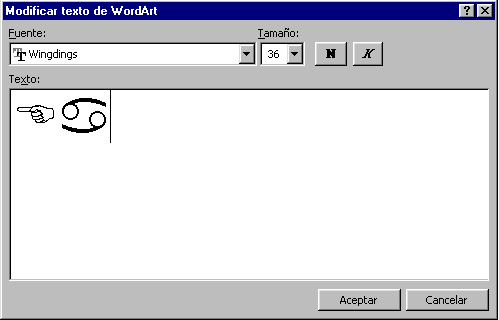 Modificar texto de WordArt
Fuente: Tamaño:
Wingdings 36 N K
Texto:
☞ ♋
Aceptar Cancelar